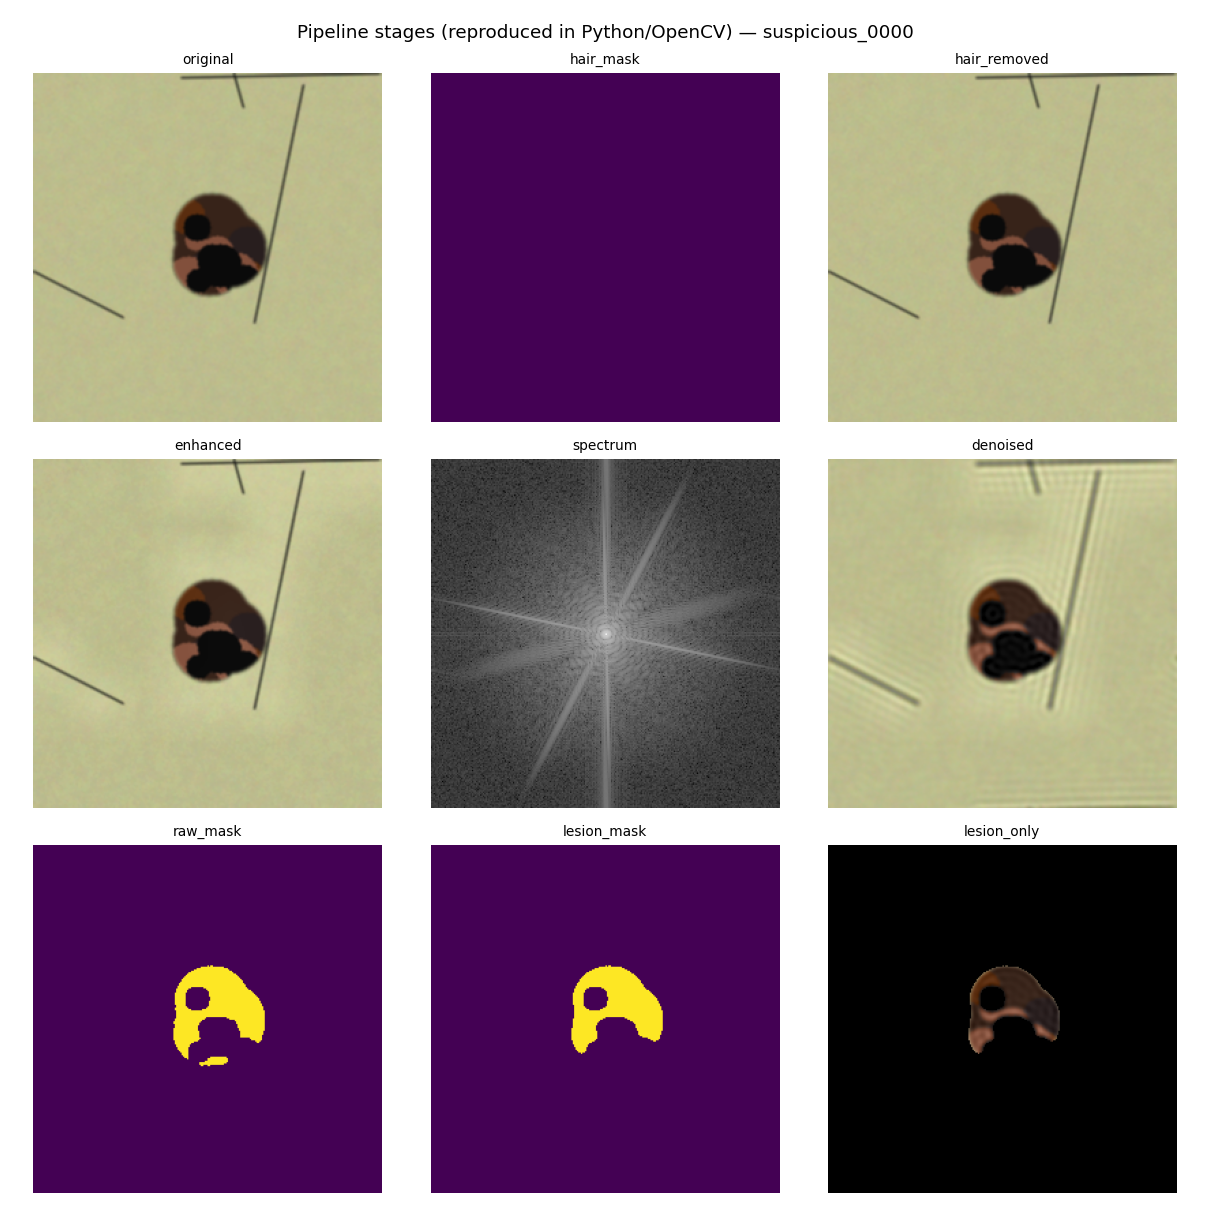 Pipeline stages (reproduced in Python/OpenCV) — suspicious_0000
original
hair_mask
hair_removed
enhanced
spectrum
denoised
raw_mask
lesion_mask
lesion_only